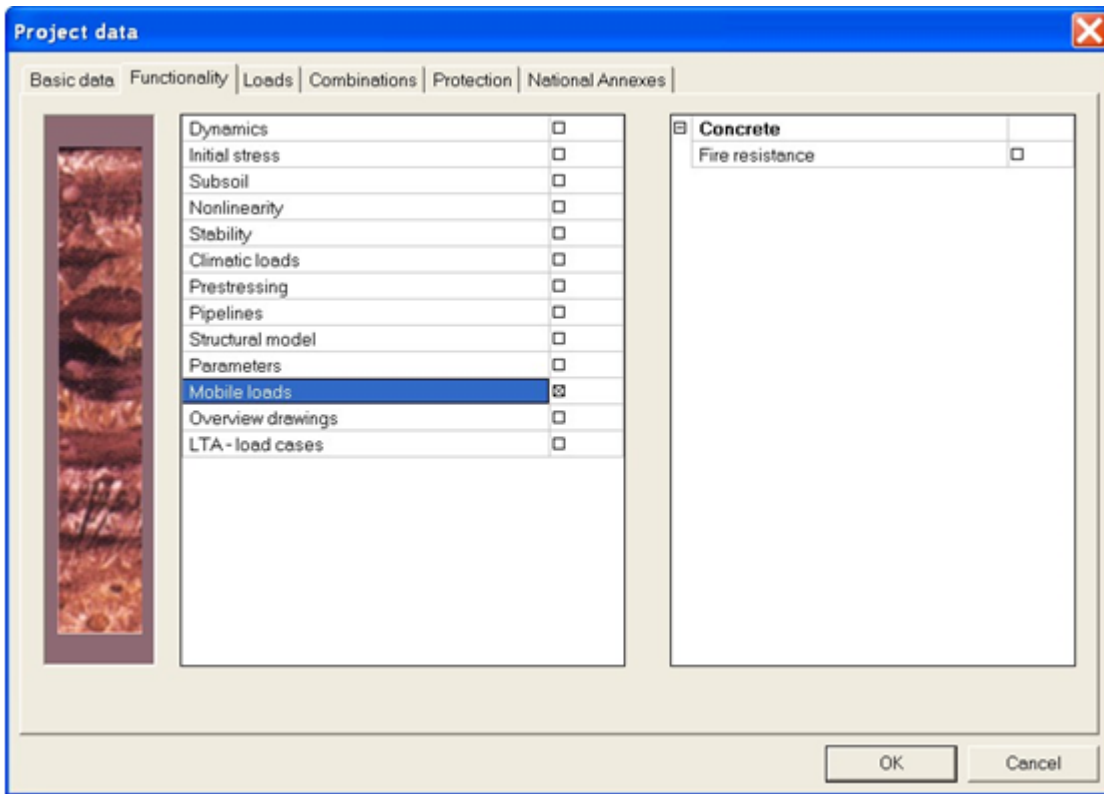 Project data
Basic data Functionality Loads Combinations Protection National Annexes
Dynamics
Initial stress
Subsoil
Nonlinearity
Stability
Climatic loads
Prestressing
Pipelines
Structural model
Parameters
Mobile loads
Overview drawings
LTA - load cases
Concrete
Fire resistance
OK Cancel